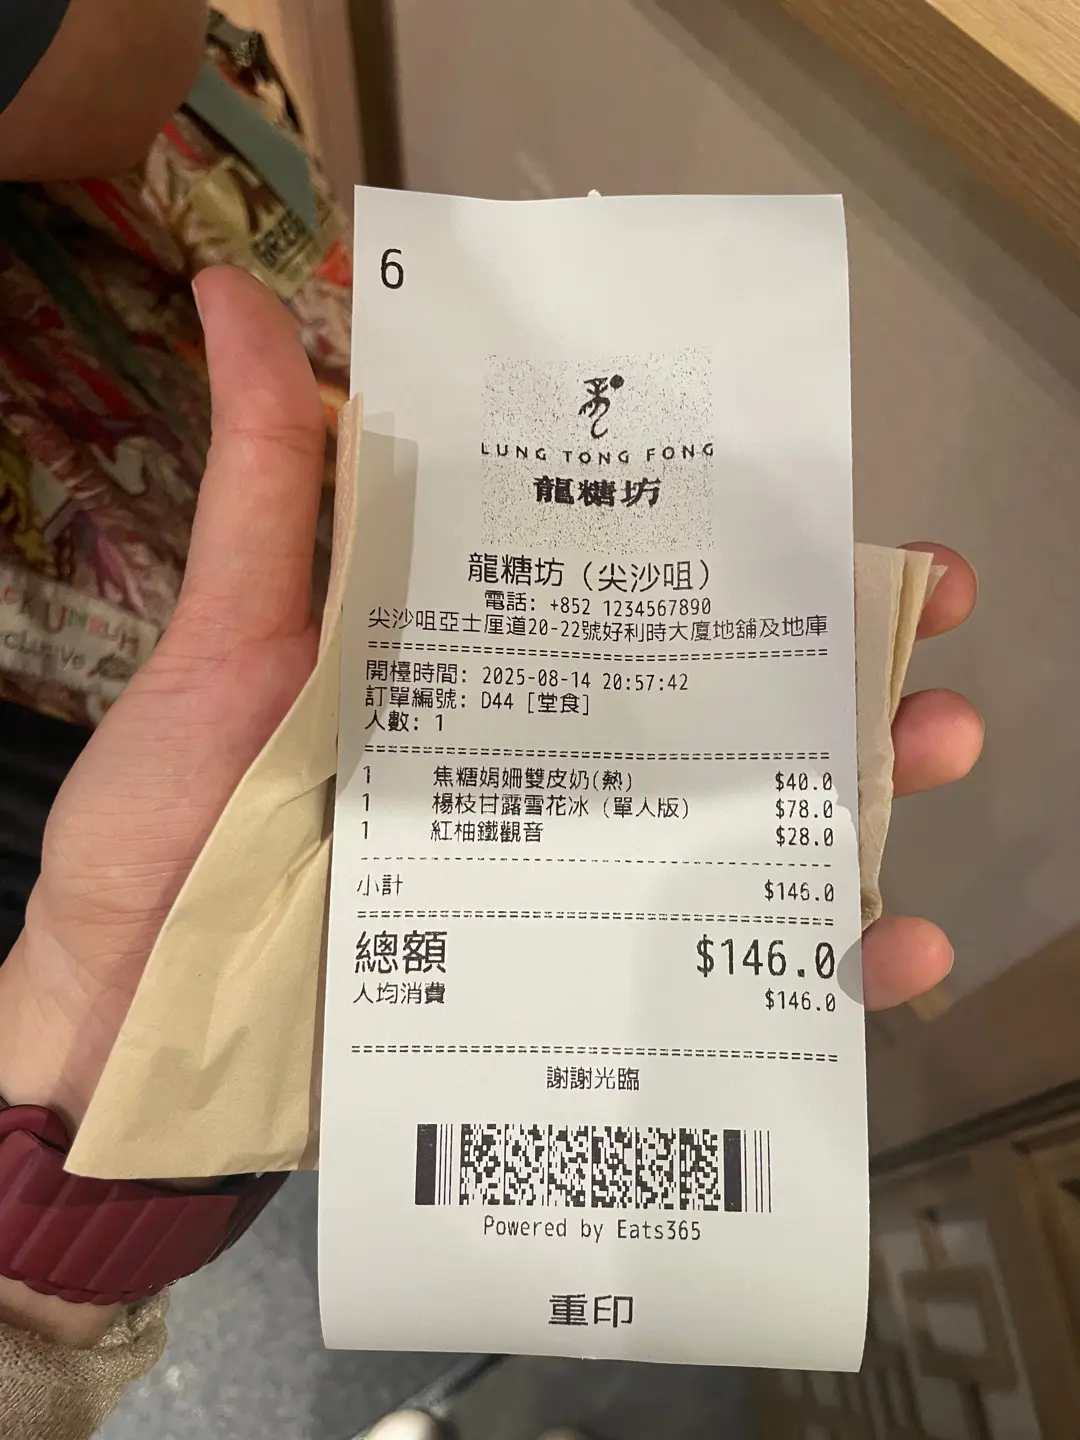 6
LUNG TONG FONG
龍糖坊
龍糖坊（尖沙咀）
電話: +852 1234567890
尖沙咀亞士厘道20-22號好利時大廈地舖及地庫
開檯時間: 2025-08-14 20:57:42
訂單編號: D44 [堂食]
人數: 1
1 焦糖娟姍雙皮奶(熱) $40.0
1 楊枝甘露雪花冰（單人版） $78.0
1 紅柚鐵觀音 $28.0
小計 $146.0
總額 $146.0
人均消費 $146.0
謝謝光臨
Powered by Eats365
重印